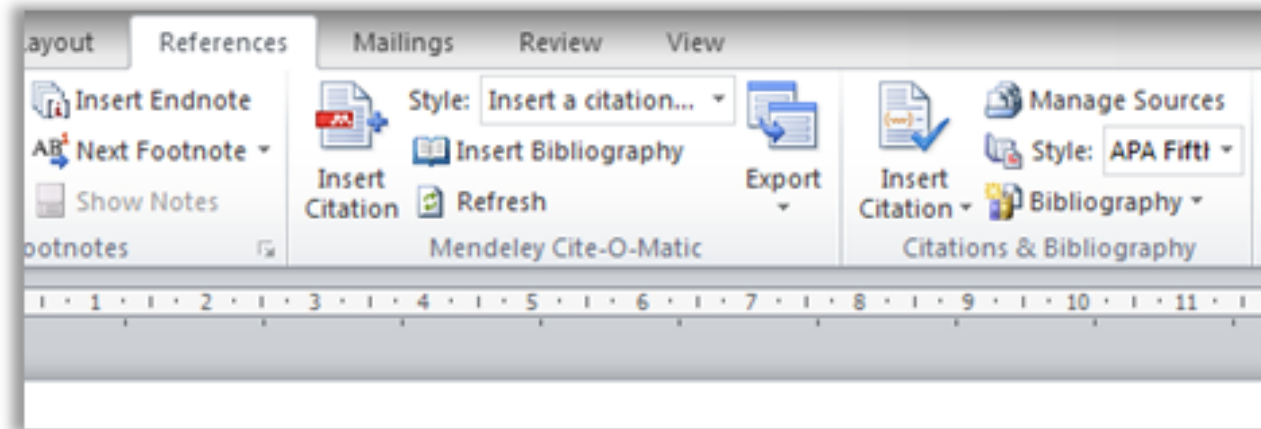 ayout References Mailings Review View
Insert Endnote
Next Footnote
Show Notes
ootnotes
Insert
Citation
Style: Insert a citation...
Insert Bibliography
Refresh
Export
Mendeley Cite-O-Matic
Insert
Citation
Manage Sources
Style: APA Fifth
Bibliography
Citations & Bibliography
1 2 3 4 5 6 7 8 9 10 11